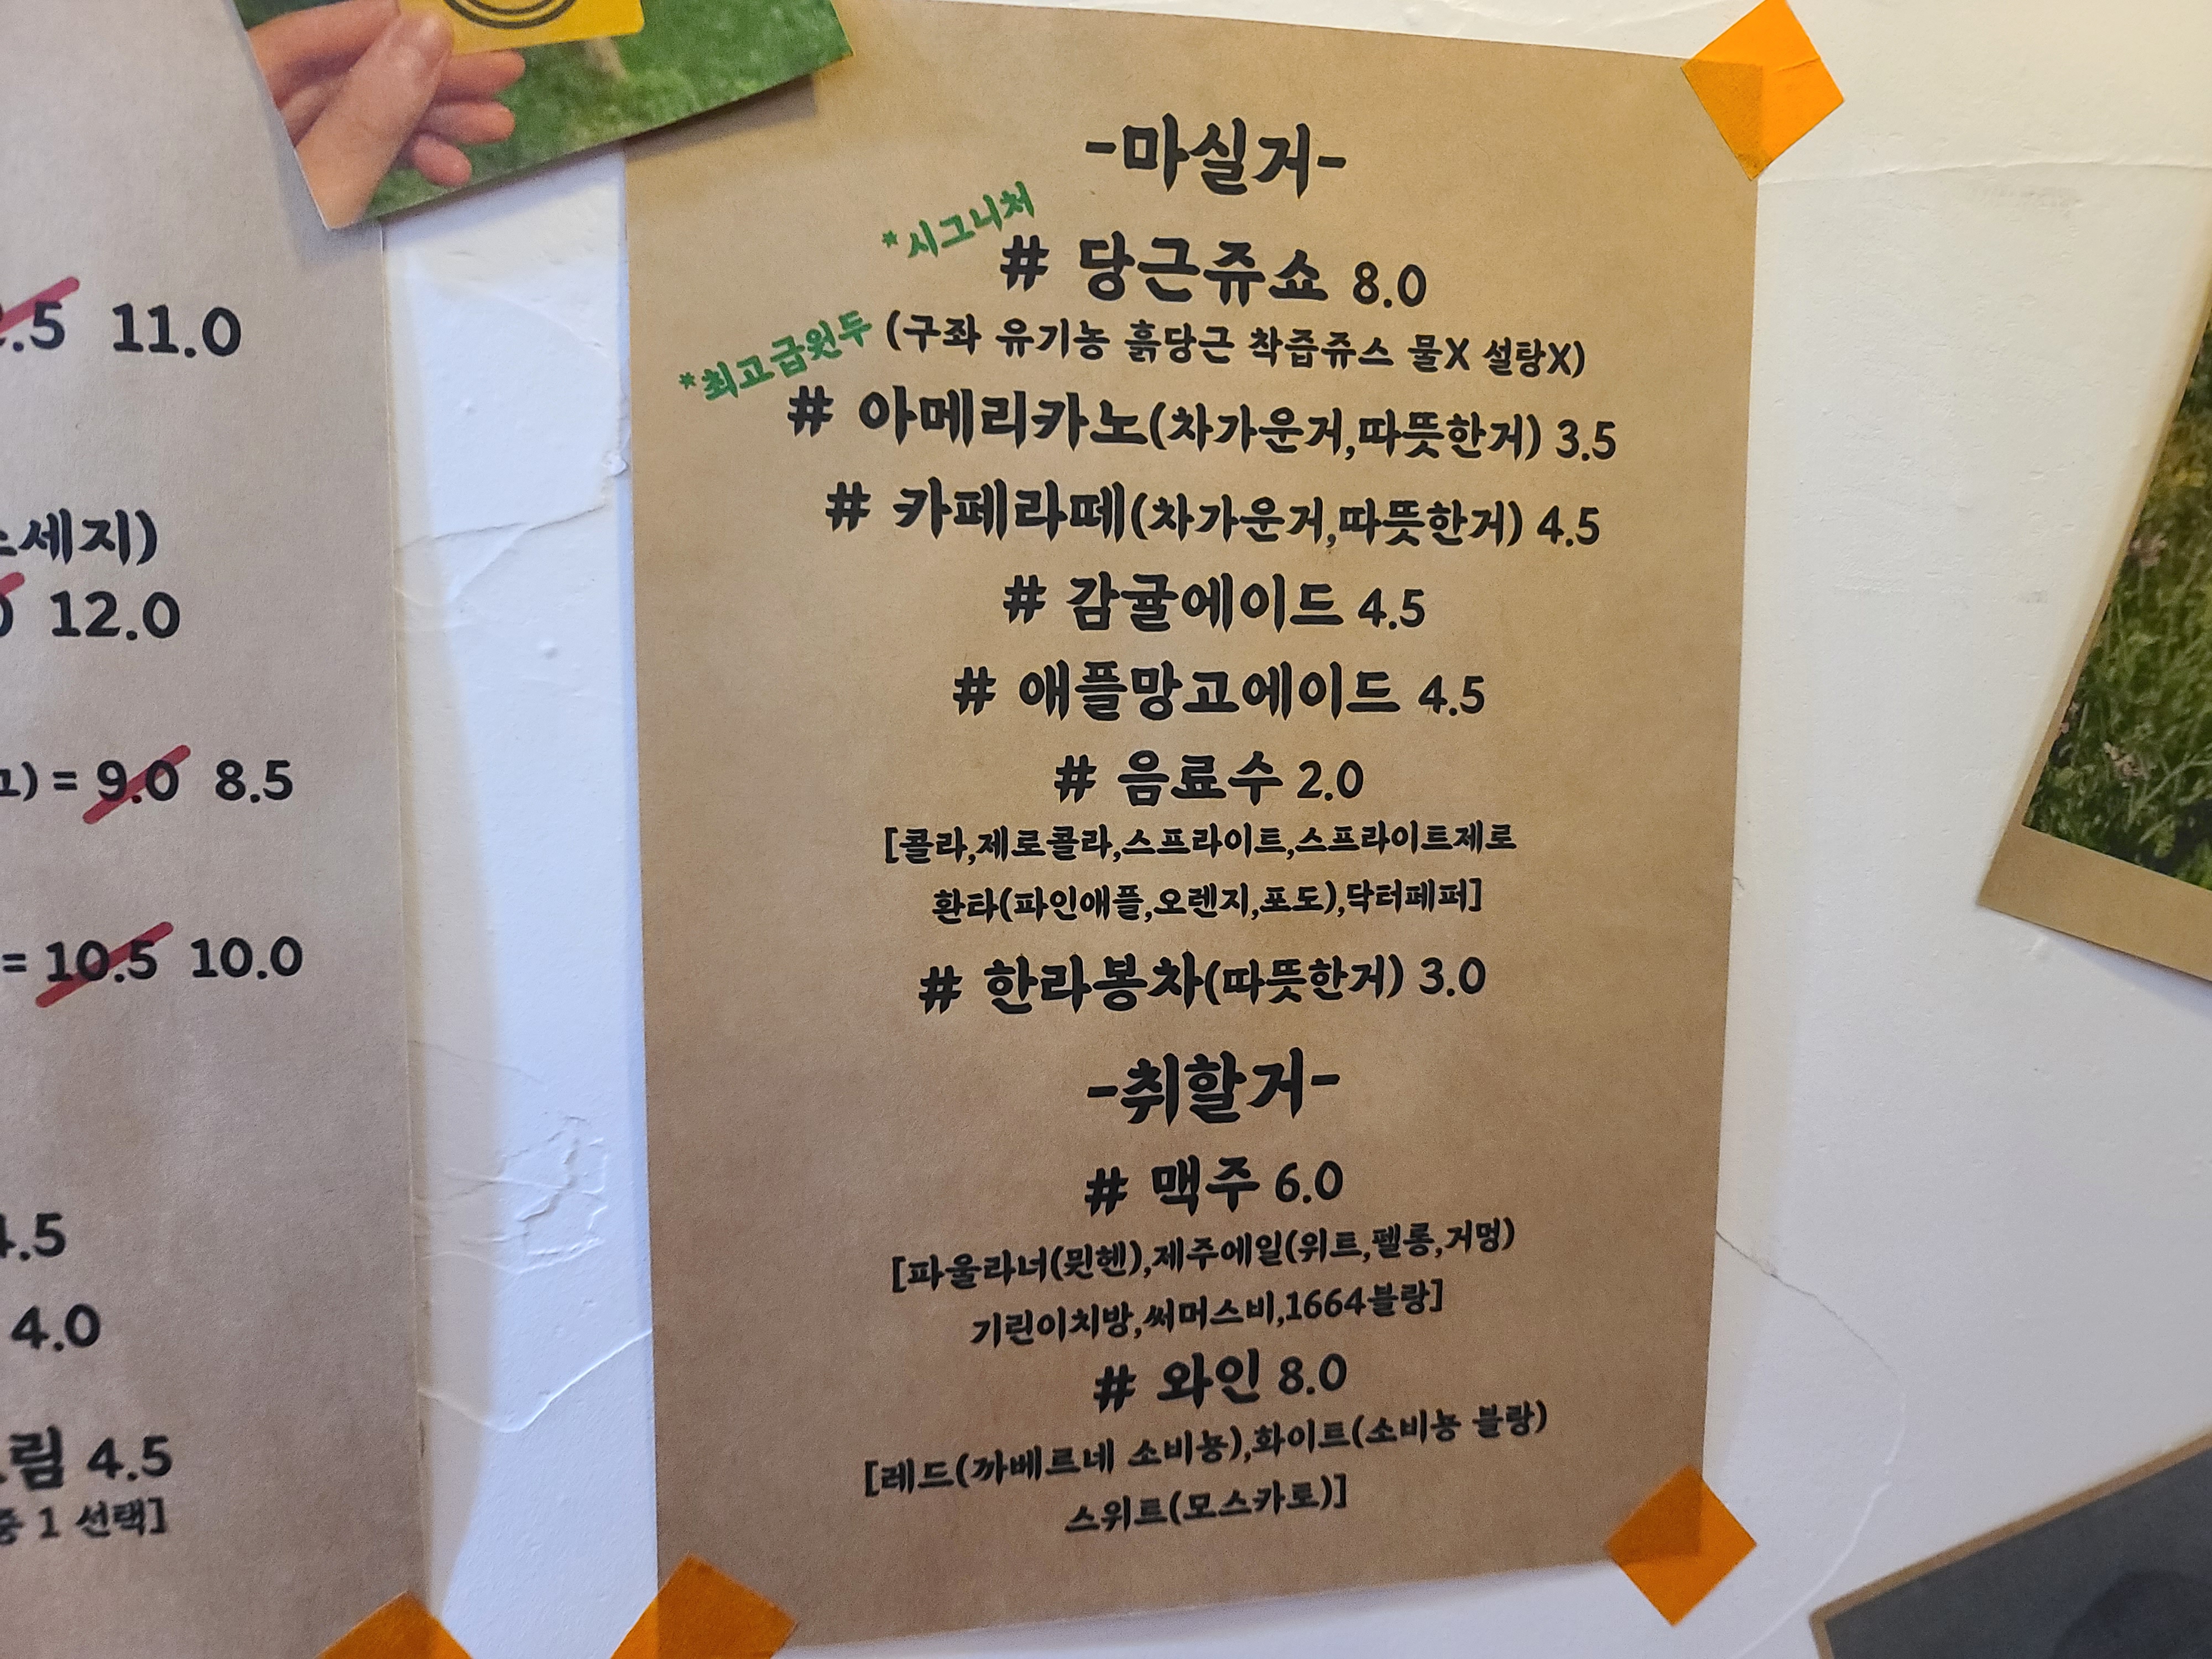 .5 11.0
세지)
12.0
) = 9.0 8.5
= 10.5 10.0
.5
4.0
림 4.5
중 1 선택]
-마실거-
*시그니처
# 당근쥬쇼 8.0
*최고급원두 (구좌 유기농 흙당근 착즙쥬스 물X 설탕X)
# 아메리카노(차가운거,따뜻한거) 3.5
# 카페라떼(차가운거,따뜻한거) 4.5
# 감귤에이드 4.5
# 애플망고에이드 4.5
# 음료수 2.0
[콜라,제로콜라,스프라이트,스프라이트제로
환타(파인애플,오렌지,포도),닥터페퍼]
# 한라봉차(따뜻한거) 3.0
-취할거-
# 맥주 6.0
[파울라너(뮌헨),제주에일(위트,펠롱,거멍)
기린이치방,써머스비,1664블랑]
# 와인 8.0
[레드(까베르네 소비뇽),화이트(소비뇽 블랑)
스위트(모스카토)]